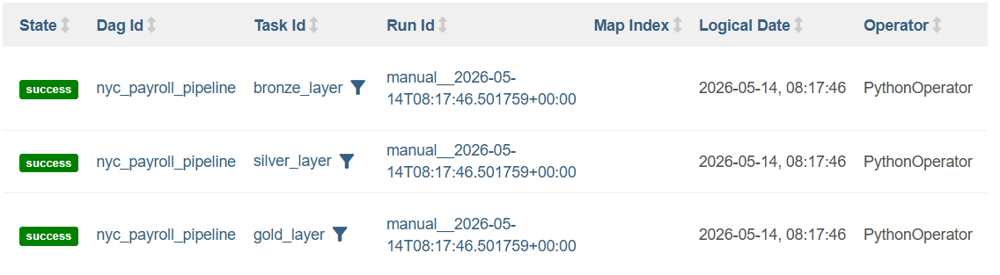 State Dag Id Task Id Run Id Map Index Logical Date Operator
success nyc_payroll_pipeline bronze_layer manual__2026-05-14T08:17:46.501759+00:00 2026-05-14, 08:17:46 PythonOperator
success nyc_payroll_pipeline silver_layer manual__2026-05-14T08:17:46.501759+00:00 2026-05-14, 08:17:46 PythonOperator
success nyc_payroll_pipeline gold_layer manual__2026-05-14T08:17:46.501759+00:00 2026-05-14, 08:17:46 PythonOperator